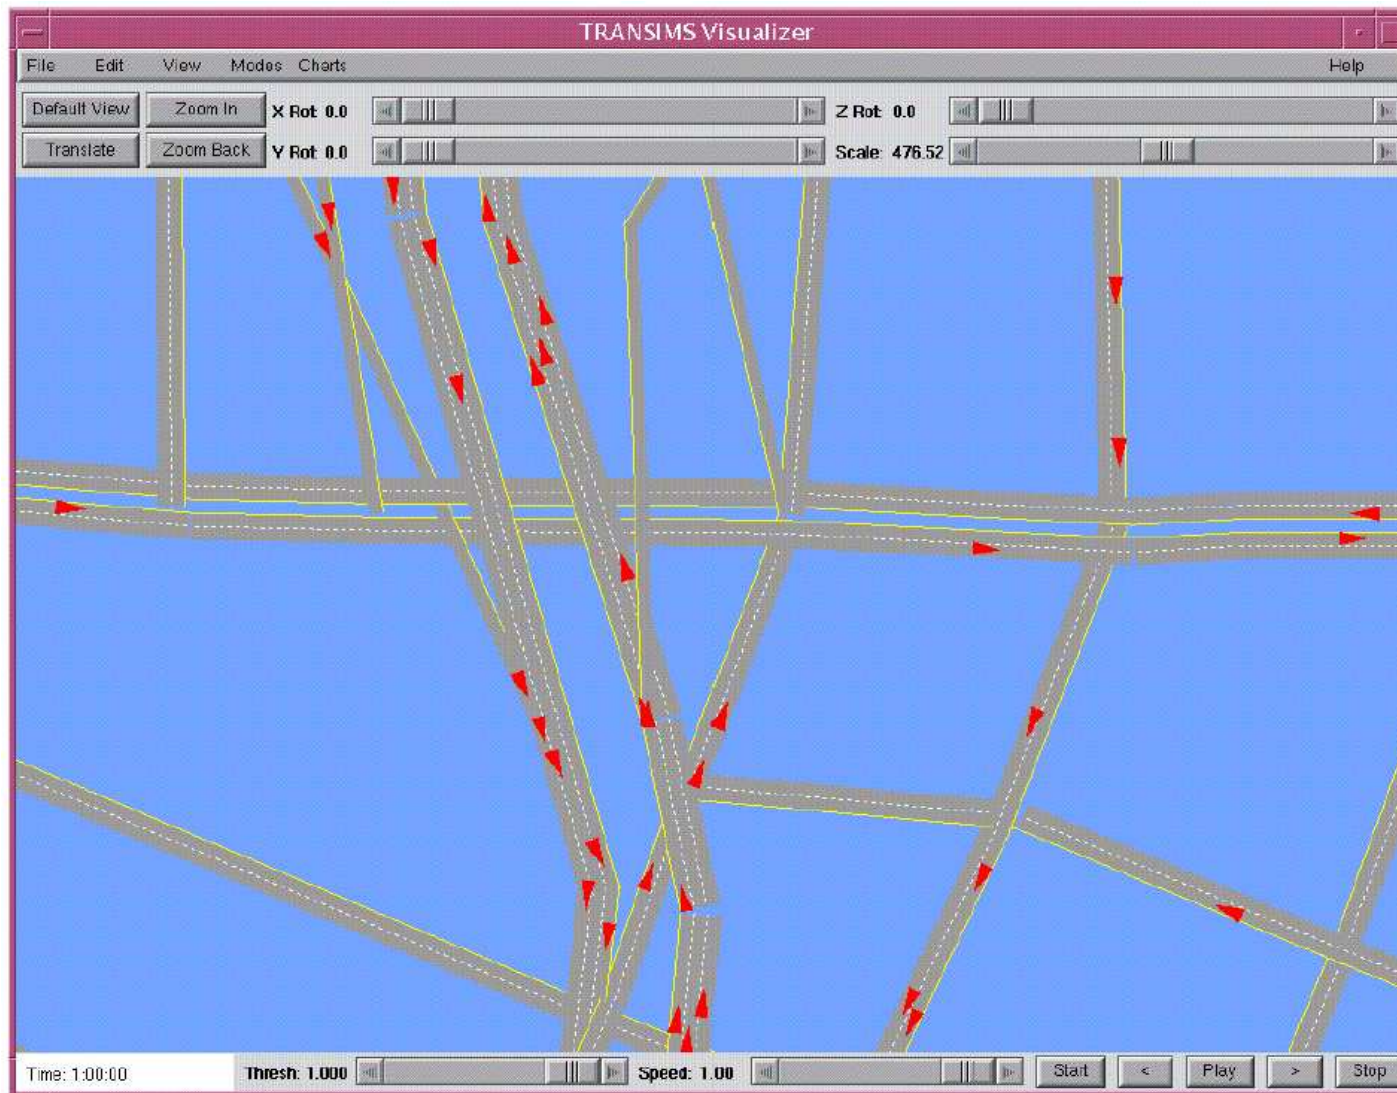 TRANSIMS Visualizer
File Edit View Modes Charts Help
Default View Zoom In X Rot: 0.0 Z Rot: 0.0
Translate Zoom Back Y Rot: 0.0 Scale: 476.52
Time: 1:00:00 Thresh: 1.000 Speed: 1.00 Start < Play > Stop